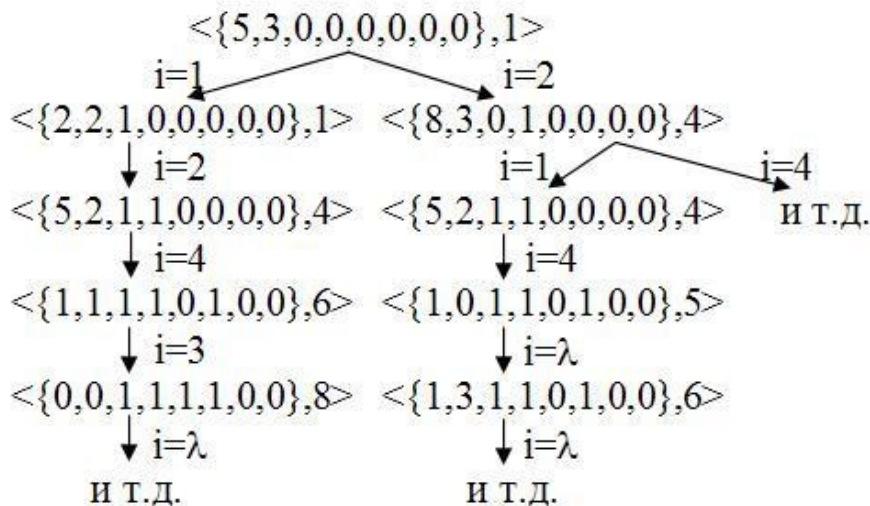 <{5,3,0,0,0,0,0,0},1>
i=1 i=2
<{2,2,1,0,0,0,0,0},1> <{8,3,0,1,0,0,0,0},4>
i=2 i=1 i=4
<{5,2,1,1,0,0,0,0},4> <{5,2,1,1,0,0,0,0},4> и т.д.
i=4 i=4
<{1,1,1,1,0,1,0,0},6> <{1,0,1,1,0,1,0,0},5>
i=3 i=λ
<{0,0,1,1,1,1,0,0},8> <{1,3,1,1,0,1,0,0},6>
i=λ i=λ
и т.д. и т.д.